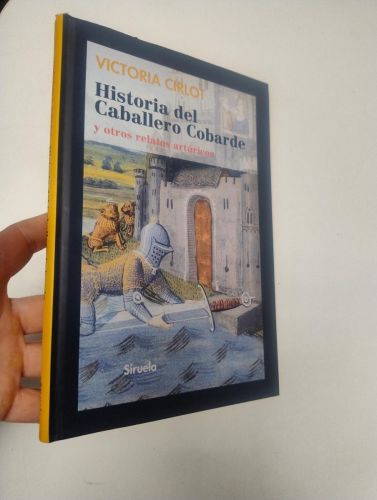 VICTORIA CIRLOT
Historia del
Caballero Cobarde
y otros relatos artúricos
Siruela